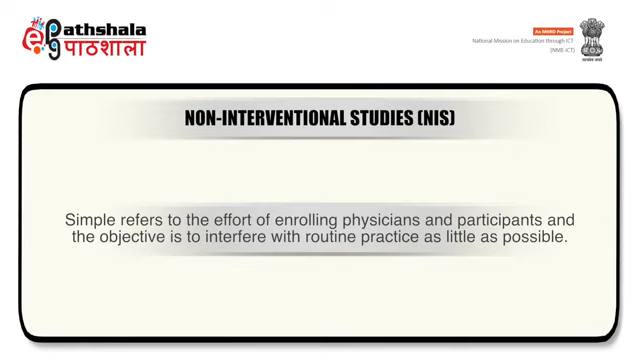 ePathshala
पाठशाला
An MHRD Project
National Mission on Education through ICT
(NME-ICT)
NON-INTERVENTIONAL STUDIES (NIS)
Simple refers to the effort of enrolling physicians and participants and
the objective is to interfere with routine practice as little as possible.